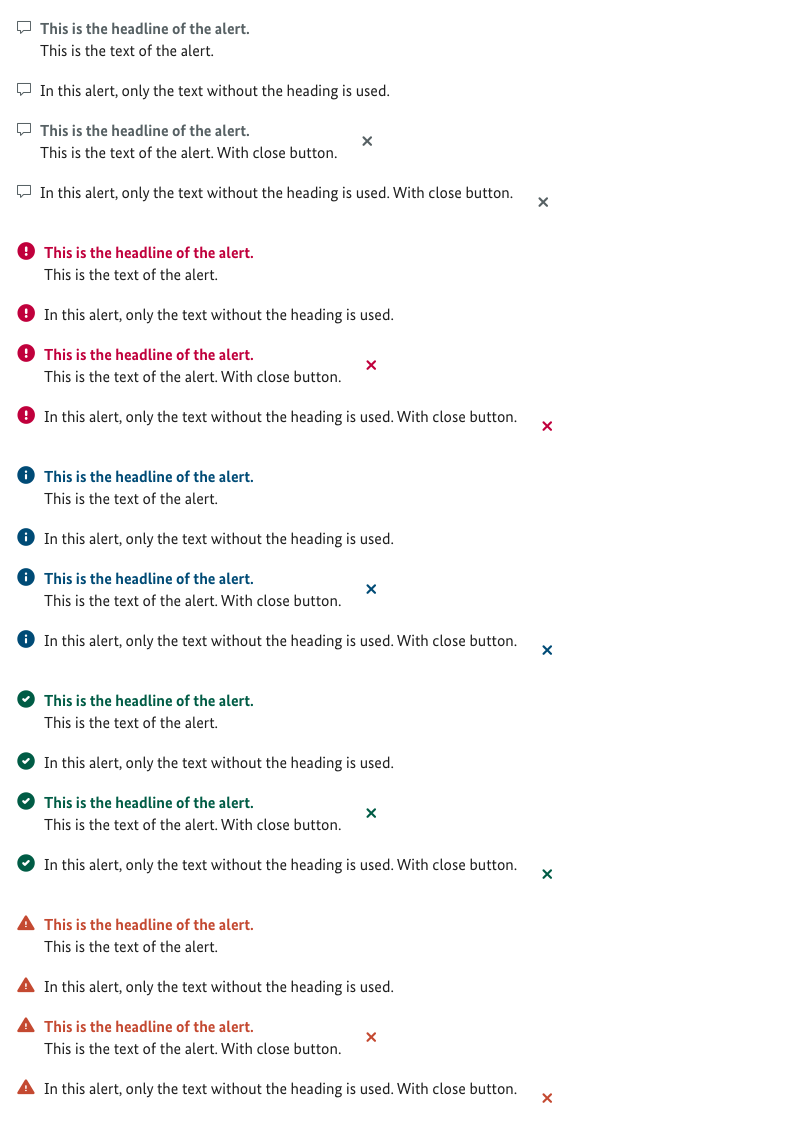 This is the headline of the alert.
This is the text of the alert.
In this alert, only the text without the heading is used.
This is the headline of the alert.
This is the text of the alert. With close button.
In this alert, only the text without the heading is used. With close button.
This is the headline of the alert.
This is the text of the alert.
In this alert, only the text without the heading is used.
This is the headline of the alert.
This is the text of the alert. With close button.
In this alert, only the text without the heading is used. With close button.
This is the headline of the alert.
This is the text of the alert.
In this alert, only the text without the heading is used.
This is the headline of the alert.
This is the text of the alert. With close button.
In this alert, only the text without the heading is used. With close button.
This is the headline of the alert.
This is the text of the alert.
In this alert, only the text without the heading is used.
This is the headline of the alert.
This is the text of the alert. With close button.
In this alert, only the text without the heading is used. With close button.
This is the headline of the alert.
This is the text of the alert.
In this alert, only the text without the heading is used.
This is the headline of the alert.
This is the text of the alert. With close button.
In this alert, only the text without the heading is used. With close button.